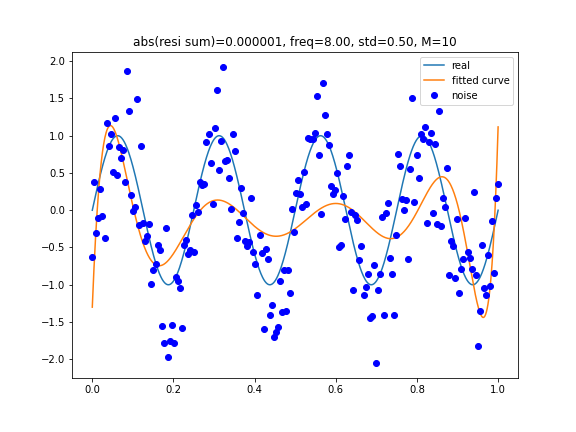 abs(resi sum)=0.000001, freq=8.00, std=0.50, M=10
real
fitted curve
noise
2.0
1.5
1.0
0.5
0.0
−0.5
−1.0
−1.5
−2.0
0.0 0.2 0.4 0.6 0.8 1.0